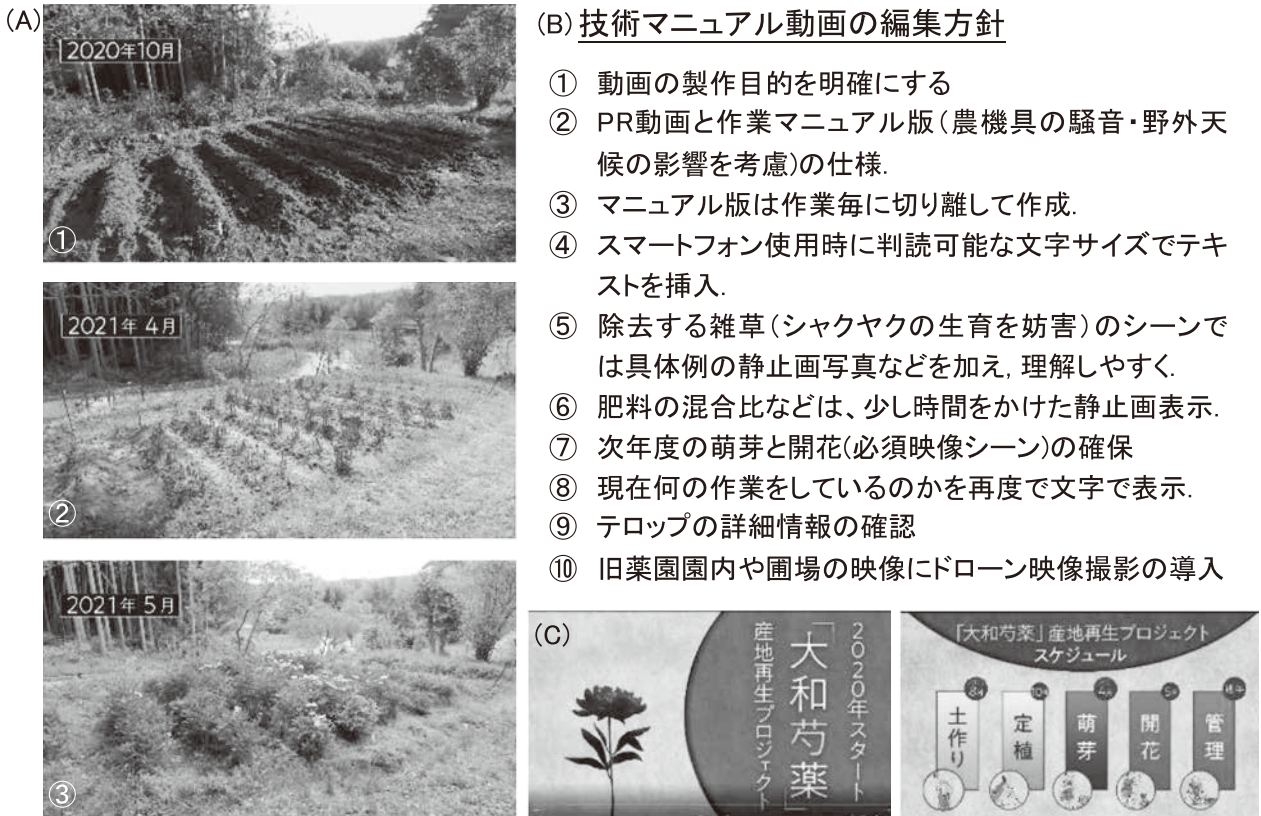 (A)
2020年10月
①
2021年 4月
②
2021年 5月
③
(B) 技術マニュアル動画の編集方針
① 動画の製作目的を明確にする
② PR動画と作業マニュアル版(農機具の騒音・野外天
候の影響を考慮)の仕様.
③ マニュアル版は作業毎に切り離して作成.
④ スマートフォン使用時に判読可能な文字サイズでテキ
ストを挿入.
⑤ 除去する雑草(シャクヤクの生育を妨害)のシーンで
は具体例の静止画写真などを加え, 理解しやすく.
⑥ 肥料の混合比などは、少し時間をかけた静止画表示.
⑦ 次年度の萌芽と開花(必須映像シーン)の確保
⑧ 現在何の作業をしているのかを再度で文字で表示.
⑨ テロップの詳細情報の確認
⑩ 旧薬園園内や圃場の映像にドローン映像撮影の導入
(C)
2020年スタート
「大和芍薬」
産地再生プロジェクト
「大和芍薬」産地再生プロジェクト
スケジュール
土作り
定植
萌芽
開花
管理